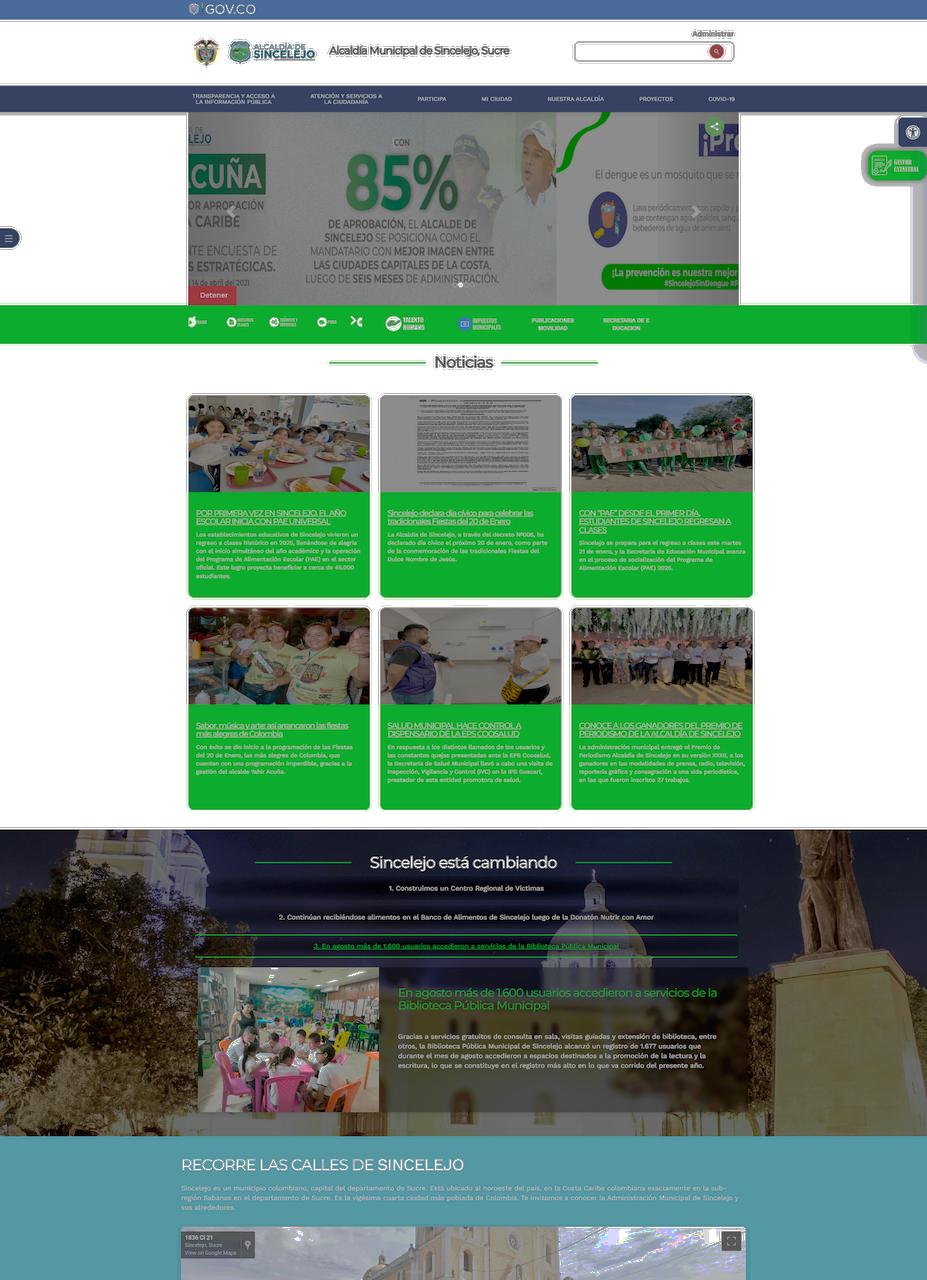 GOV.CO
Administrar
ALCALDÍA DE
SINCELEJO
Alcaldía Municipal de Sincelejo, Sucre
TRANSPARENCIA Y ACCESO A
LA INFORMACIÓN PÚBLICA
ATENCIÓN Y SERVICIOS A
LA CIUDADANÍA
PARTICIPA
MI CIUDAD
NUESTRA ALCALDÍA
PROYECTOS
COVID-19
GESTOR
CATASTRAL
A DE
LEJO
ACUÑA
OR APROBACIÓN
CARIBE
NTE ENCUESTA DE
S ESTRATÉGICAS.
14 de abril del 2021
CON
85%
DE APROBACIÓN, EL ALCALDE DE
SINCELEJO SE POSICIONA COMO EL
MANDATARIO CON MEJOR IMAGEN ENTRE
LAS CIUDADES CAPITALES DE LA COSTA,
LUEGO DE SEIS MESES DE ADMINISTRACIÓN.
¡Pre
El dengue es un mosquito que se r
Lava periódicamente con cepillo y j
que contengan agua: tanques
bebederos de agua de animales)
¡La prevención es nuestra mejor
#SincelejoSinDengue #P
Detener
TALENTO
HUMANO
IMPUESTOS
MUNICIPALES
PUBLICACIONES
MOVILIDAD
SECRETARIA DE E
DUCACION
Noticias
POR PRIMERA VEZ EN SINCELEJO, EL AÑO
ESCOLAR INICIA CON PAE UNIVERSAL
Los establecimientos educativos de Sincelejo vivieron un
regreso a clases histórico en 2025, llenándose de alegría
con el inicio simultáneo del año académico y la operación
del Programa de Alimentación Escolar (PAE) en el sector
oficial. Este logro proyecta beneficiar a cerca de 45.000
estudiantes.
Sincelejo declara día cívico para celebrar las
tradicionales Fiestas del 20 de Enero
La Alcaldía de Sincelejo, a través del decreto N°006, ha
declarado día cívico el próximo 20 de enero, como parte
de la conmemoración de las tradicionales Fiestas del
Dulce Nombre de Jesús.
CON "PAE" DESDE EL PRIMER DÍA,
ESTUDIANTES DE SINCELEJO REGRESAN A
CLASES
Sincelejo se prepara para el regreso a clases este martes
21 de enero, y la Secretaría de Educación Municipal avanza
en el proceso de socialización del Programa de
Alimentación Escolar (PAE) 2025.
Sabor, música y arte: así arrancaron las fiestas
más alegres de Colombia
Con éxito se dio inicio a la programación de las Fiestas
del 20 de Enero, las más alegres de Colombia, que
cuentan con una programación imperdible, gracias a la
gestión del alcalde Yahir Acuña.
SALUD MUNICIPAL HACE CONTROL A
DISPENSARIO DE LA EPS COOSALUD
En respuesta a los distintos llamados de los usuarios y
las constantes quejas presentadas ante la EPS Coosalud,
la Secretaría de Salud Municipal llevó a cabo una visita de
Inspección, Vigilancia y Control (IVC) en la IPS Guacarí,
prestador de esta entidad promotora de salud.
CONOCE A LOS GANADORES DEL PREMIO DE
PERIODISMO DE LA ALCALDÍA DE SINCELEJO
La administración municipal entregó el Premio de
Periodismo Alcaldía de Sincelejo en su versión XXXII, a los
ganadores en las modalidades de prensa, radio, televisión,
reportería gráfica y consagración a una vida periodística,
en las que fueron inscritos 27 trabajos.
Sincelejo está cambiando
1. Construimos un Centro Regional de Víctimas
2. Continúan recibiéndose alimentos en el Banco de Alimentos de Sincelejo luego de la Donatón Nutrir con Amor
3. En agosto más de 1.600 usuarios accedieron a servicios de la Biblioteca Pública Municipal
En agosto más de 1.600 usuarios accedieron a servicios de la
Biblioteca Pública Municipal
Gracias a servicios gratuitos de consulta en sala, visitas guiadas y extensión de biblioteca, entre
otros, la Biblioteca Pública Municipal de Sincelejo alcanzó un registro de 1.677 usuarios que
durante el mes de agosto accedieron a espacios destinados a la promoción de la lectura y la
escritura, lo que se constituye en el registro más alto en lo que va corrido del presente año.
RECORRE LAS CALLES DE SINCELEJO
Sincelejo es un municipio colombiano, capital del departamento de Sucre. Está ubicado al noroeste del país, en la Costa Caribe colombiana exactamente en la sub-
región Sabanas en el departamento de Sucre. Es la vigésima cuarta ciudad más poblada de Colombia. Te invitamos a conocer la Administración Municipal de Sincelejo y
sus alrededores.
1836 Cl 21
Sincelejo, Sucre
View on Google Maps